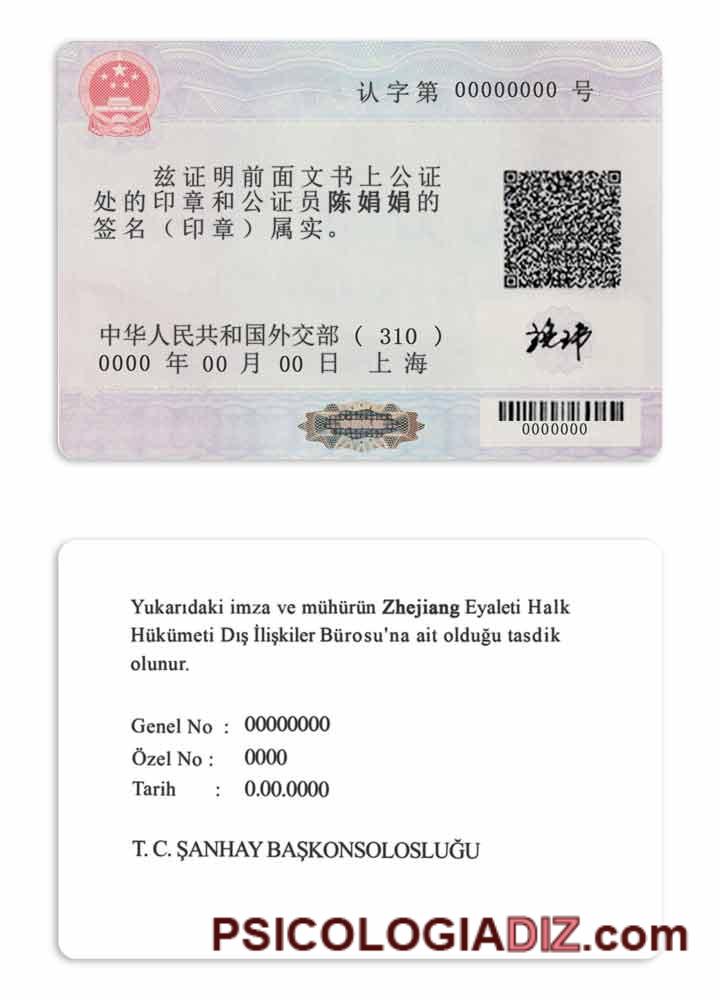 认字第 00000000 号
兹证明前面文书上公证
处的印章和公证员陈娟娟的
签名（印章）属实。
中华人民共和国外交部 ( 310 )
0000 年 00 月 00 日 上海
0000000
Yukarıdaki imza ve mühürün Zhejiang Eyaleti Halk
Hükümeti Dış İlişkiler Bürosu'na ait olduğu tasdik
olunur.
Genel No : 00000000
Özel No : 0000
Tarih : 0.00.0000
T. C. ŞANHAY BAŞKONSOLOSLUĞU
PSICOLOGIADIZ.com